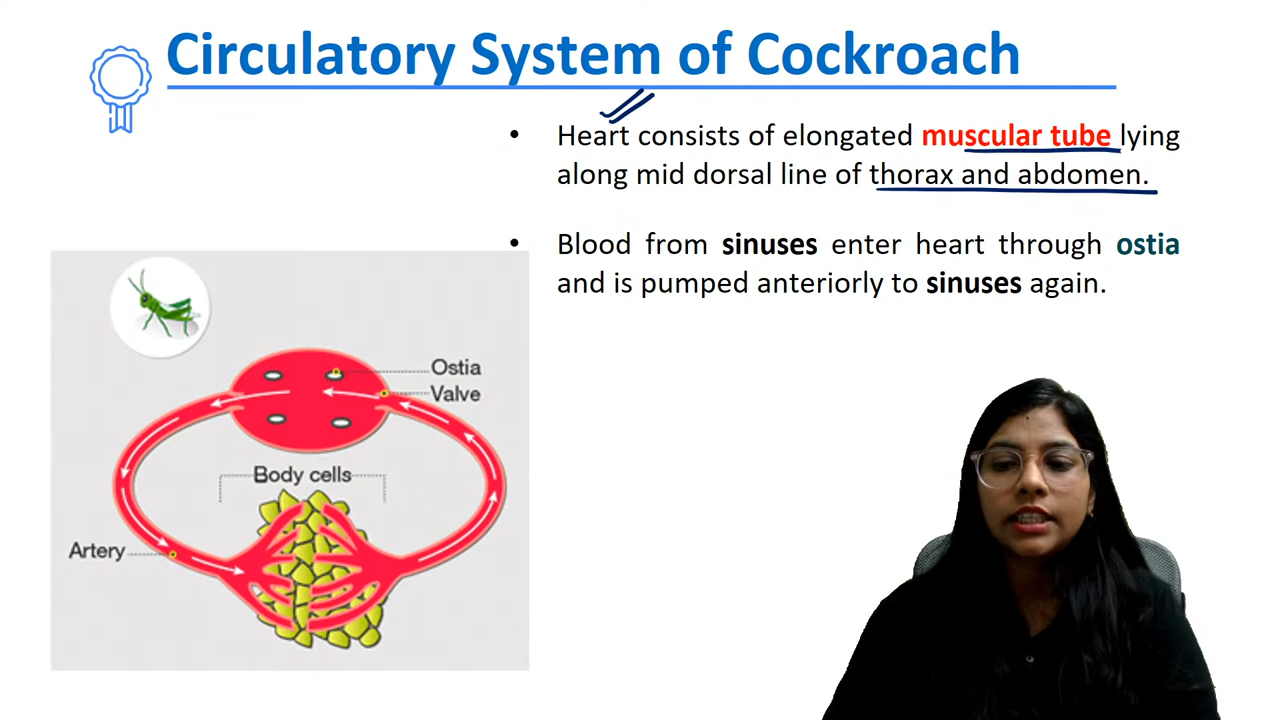 Circulatory System of Cockroach
• Heart consists of elongated muscular tube lying
along mid dorsal line of thorax and abdomen.
• Blood from sinuses enter heart through ostia
and is pumped anteriorly to sinuses again.
Ostia
Valve
Body cells
Artery